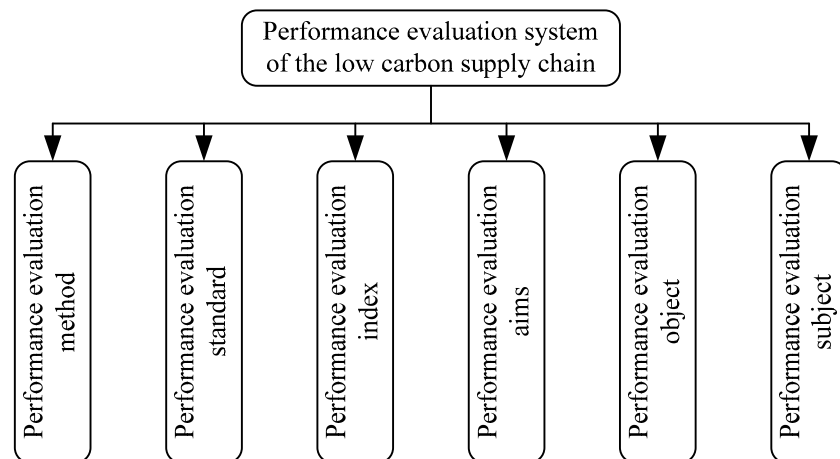 Performance evaluation system
of the low carbon supply chain
Performance evaluation
method
Performance evaluation
standard
Performance evaluation
index
Performance evaluation
aims
Performance evaluation
object
Performance evaluation
subject